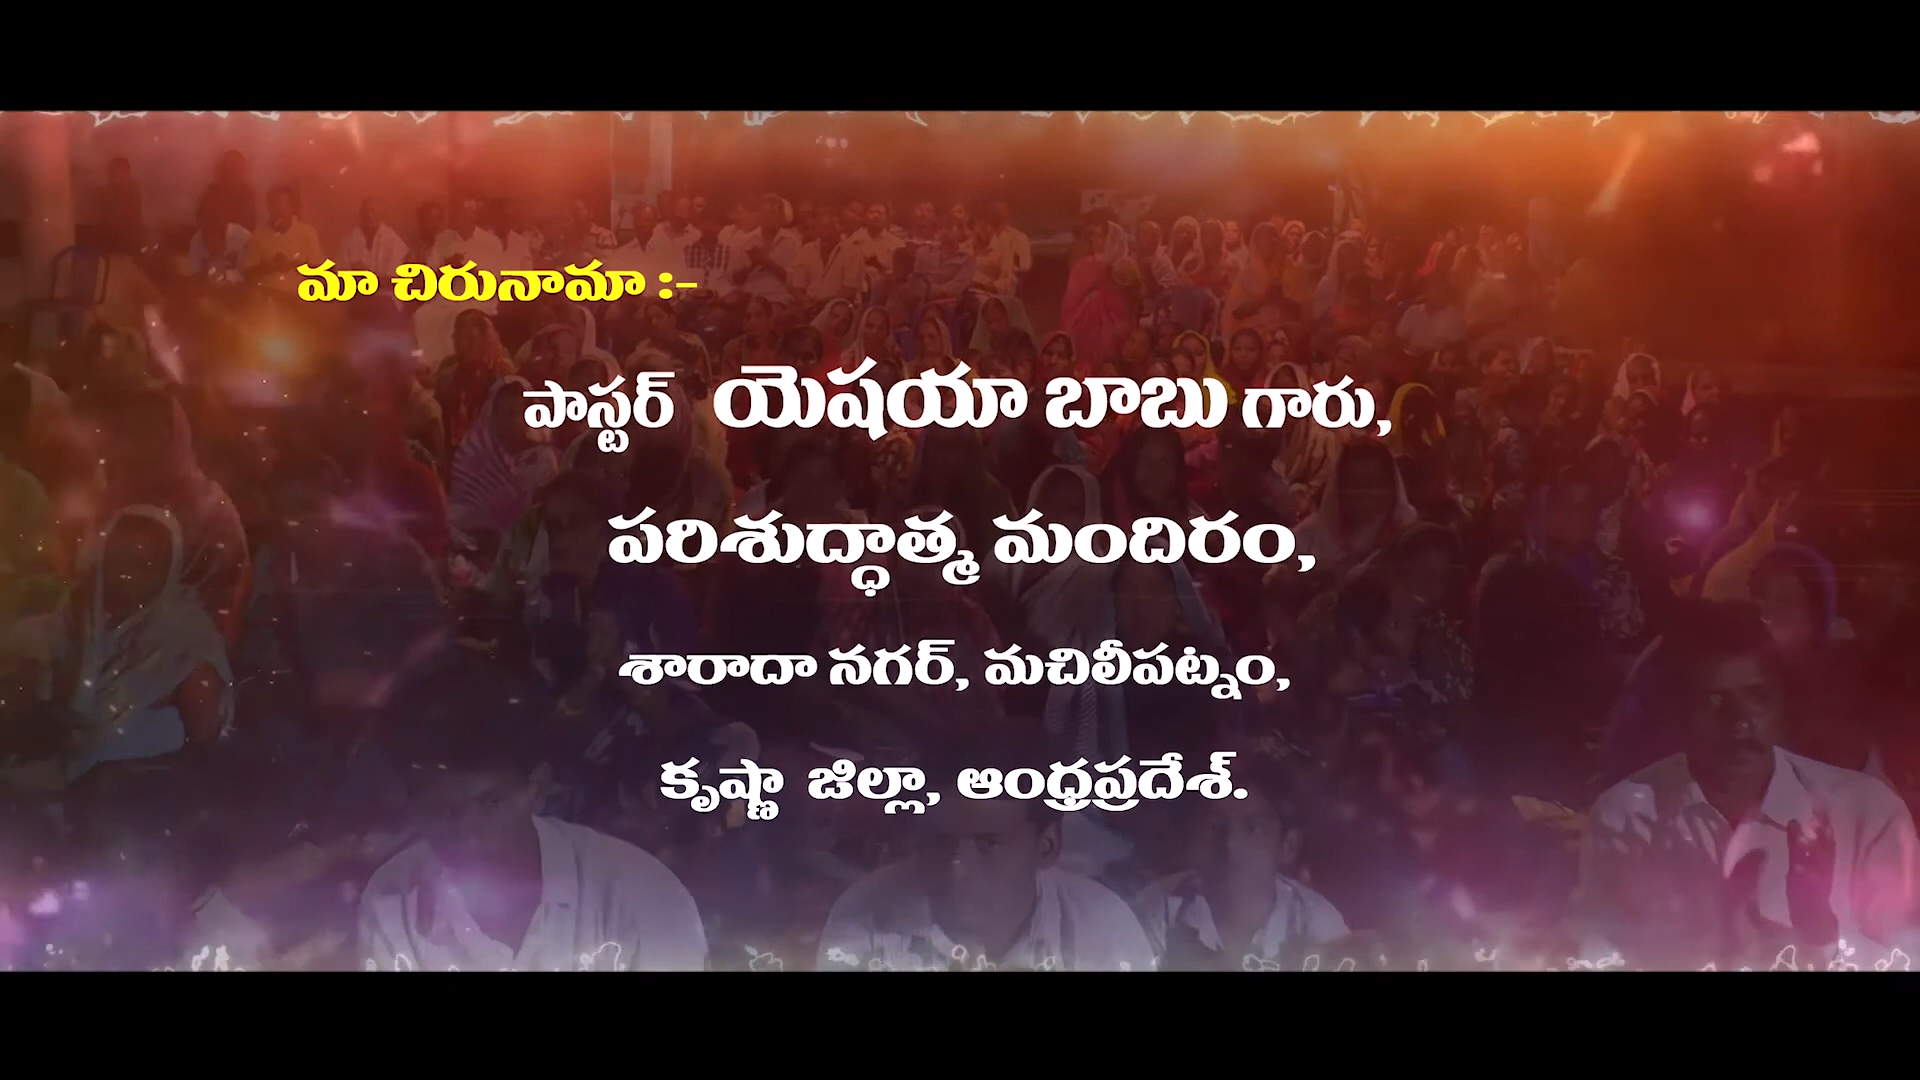 మా చిరునామా :-
పాస్టర్ యెషయా బాబు గారు,
పరిశుద్ధాత్మ మందిరం,
శారాదా నగర్, మచిలీపట్నం,
కృష్ణా జిల్లా, ఆంధ్రప్రదేశ్.